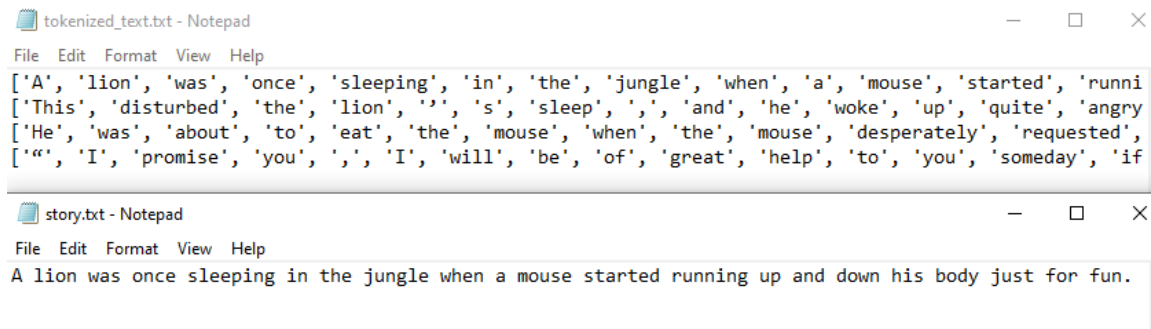 tokenized_text.txt - Notepad
File Edit Format View Help
['A', 'lion', 'was', 'once', 'sleeping', 'in', 'the', 'jungle', 'when', 'a', 'mouse', 'started', 'runni
['This', 'disturbed', 'the', 'lion', '’', 's', 'sleep', ',', 'and', 'he', 'woke', 'up', 'quite', 'angry
['He', 'was', 'about', 'to', 'eat', 'the', 'mouse', 'when', 'the', 'mouse', 'desperately', 'requested',
['“', 'I', 'promise', 'you', ',', 'I', 'will', 'be', 'of', 'great', 'help', 'to', 'you', 'someday', 'if
story.txt - Notepad
File Edit Format View Help
A lion was once sleeping in the jungle when a mouse started running up and down his body just for fun.